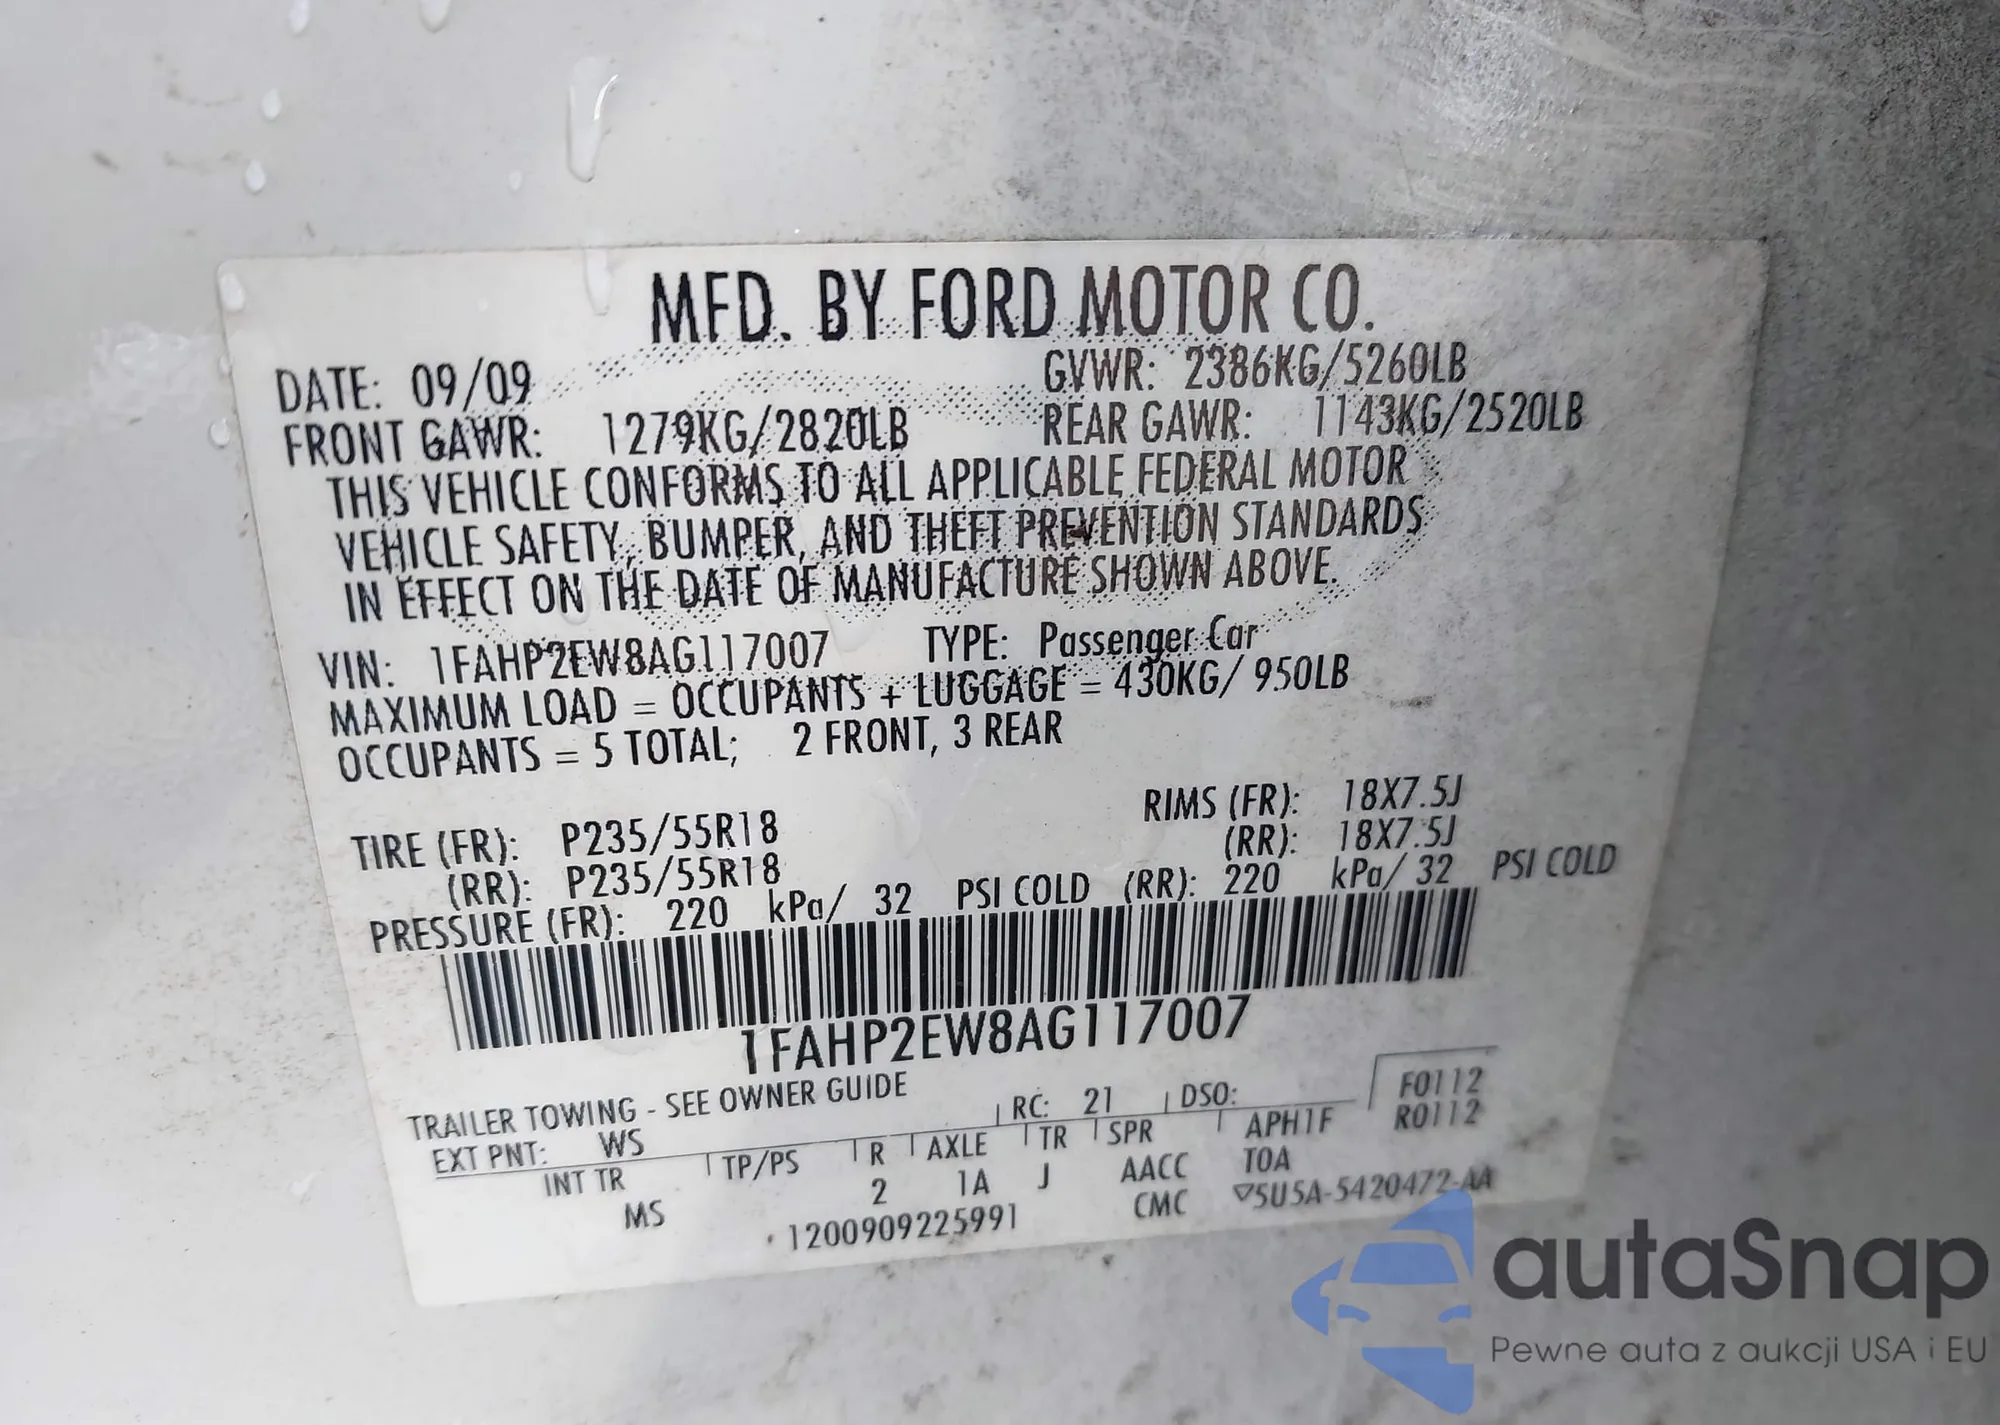 MFD. BY FORD MOTOR CO.
DATE: 09/09 GVWR: 2386KG/5260LB
FRONT GAWR: 1279KG/2820LB REAR GAWR: 1143KG/2520LB
THIS VEHICLE CONFORMS TO ALL APPLICABLE FEDERAL MOTOR
VEHICLE SAFETY, BUMPER, AND THEFT PREVENTION STANDARDS
IN EFFECT ON THE DATE OF MANUFACTURE SHOWN ABOVE.
VIN: 1FAHP2EW8AG117007 TYPE: Passenger Car
MAXIMUM LOAD = OCCUPANTS + LUGGAGE = 430KG/ 950LB
OCCUPANTS = 5 TOTAL; 2 FRONT, 3 REAR
TIRE (FR): P235/55R18 RIMS (FR): 18X7.5J
(RR): P235/55R18 (RR): 18X7.5J
PRESSURE (FR): 220 kPa/ 32 PSI COLD (RR): 220 kPa/ 32 PSI COLD
1FAHP2EW8AG117007
TRAILER TOWING - SEE OWNER GUIDE
EXT PNT: WS RC: 21 DSO: F0112
INT TR TP/PS R AXLE TR SPR APH1F R0112
MS 2 1A J AACC TOA
1200909225991 CMC ▽5U5A-5420472-AA
autaSnap
Pewne auta z aukcji USA i EU